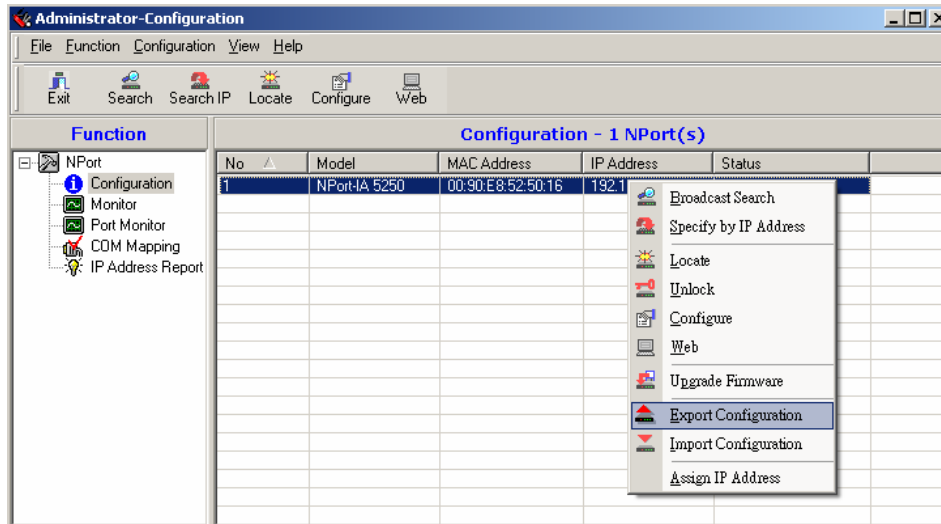 Administrator-Configuration
File Function Configuration View Help
Exit Search Search IP Locate Configure Web
Function
Configuration - 1 NPort(s)
NPort
Configuration
Monitor
Port Monitor
COM Mapping
IP Address Report
No Model MAC Address IP Address Status
1 NPort-IA 5250 00:90:E8:52:50:16 192.1
Broadcast Search
Specify by IP Address
Locate
Unlock
Configure
Web
Upgrade Firmware
Export Configuration
Import Configuration
Assign IP Address